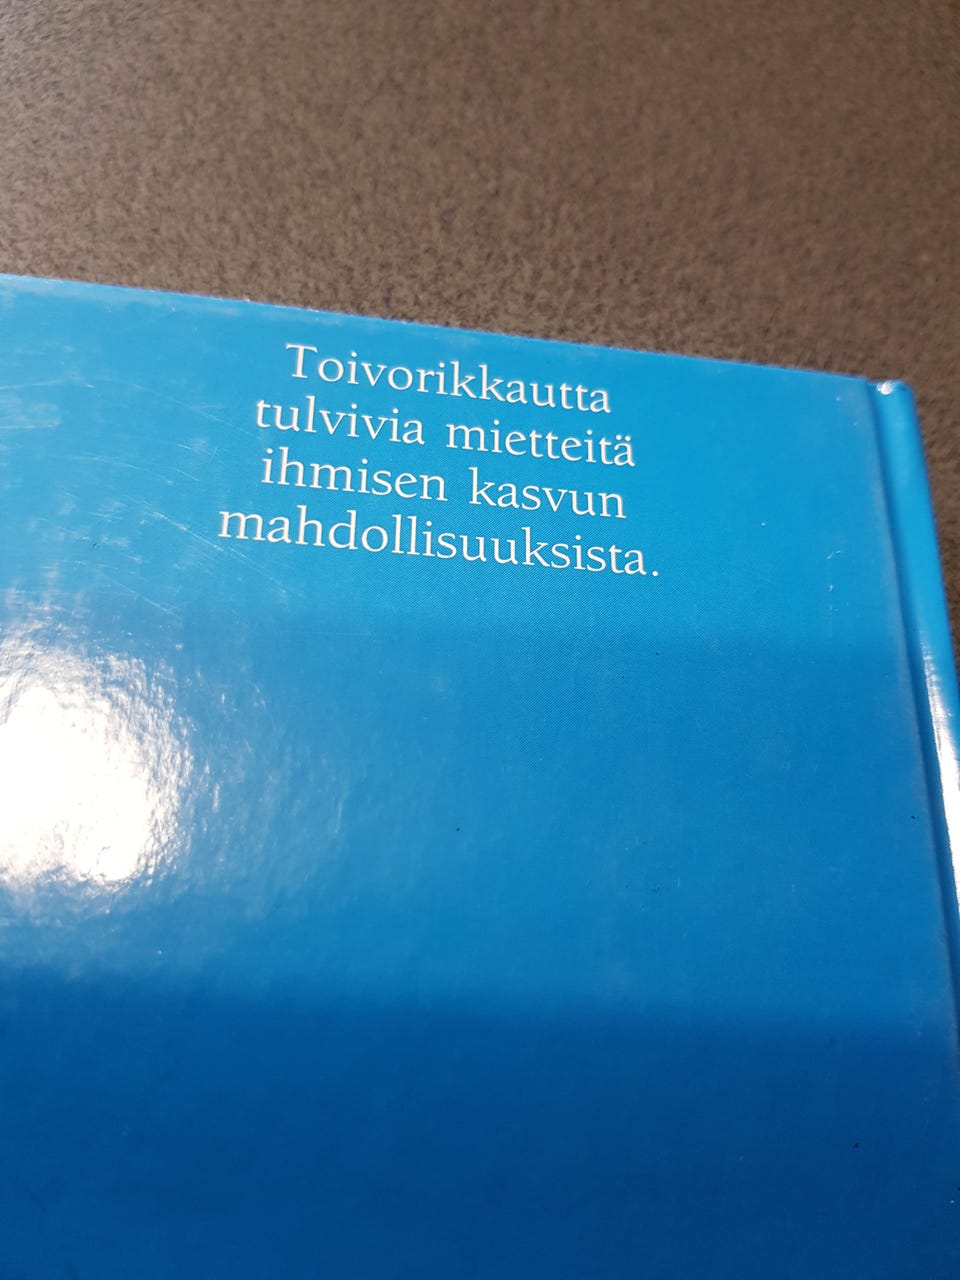 Toivorikkautta
tulvivia mietteitä
ihmisen kasvun
mahdollisuuksista.